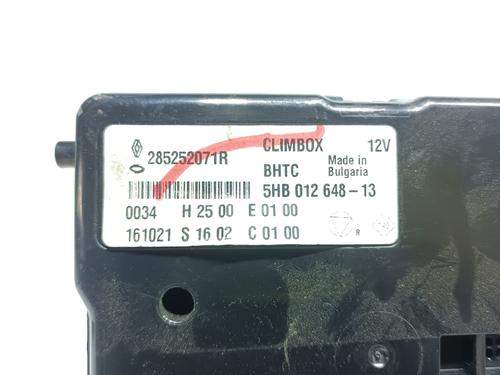 285252071R CLIMBOX 12V
BHTC Made in Bulgaria
5HB 012 648-13
0034 H 25 00 E 01 00
161021 S 16 02 C 01 00
R